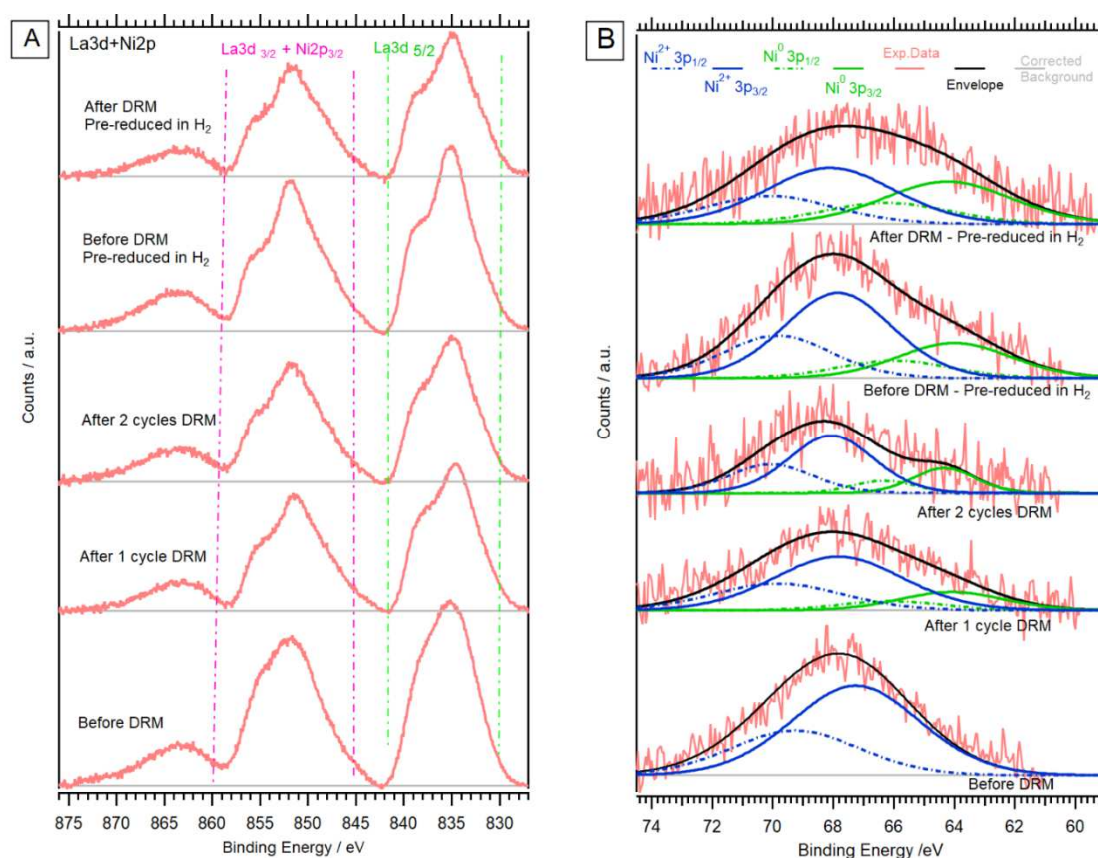 A
La3d+Ni2p
La3d 3/2 + Ni2p3/2
La3d 5/2
After DRM
Pre-reduced in H2
Before DRM
Pre-reduced in H2
After 2 cycles DRM
After 1 cycle DRM
Before DRM
Counts / a.u.
875 870 865 860 855 850 845 840 835 830
Binding Energy / eV
B
Ni2+ 3p1/2
Ni2+ 3p3/2
Ni0 3p1/2
Ni0 3p3/2
Exp.Data
Envelope
Corrected
Background
After DRM - Pre-reduced in H2
Before DRM - Pre-reduced in H2
After 2 cycles DRM
After 1 cycle DRM
Before DRM
Counts / a.u.
74 72 70 68 66 64 62 60
Binding Energy /eV